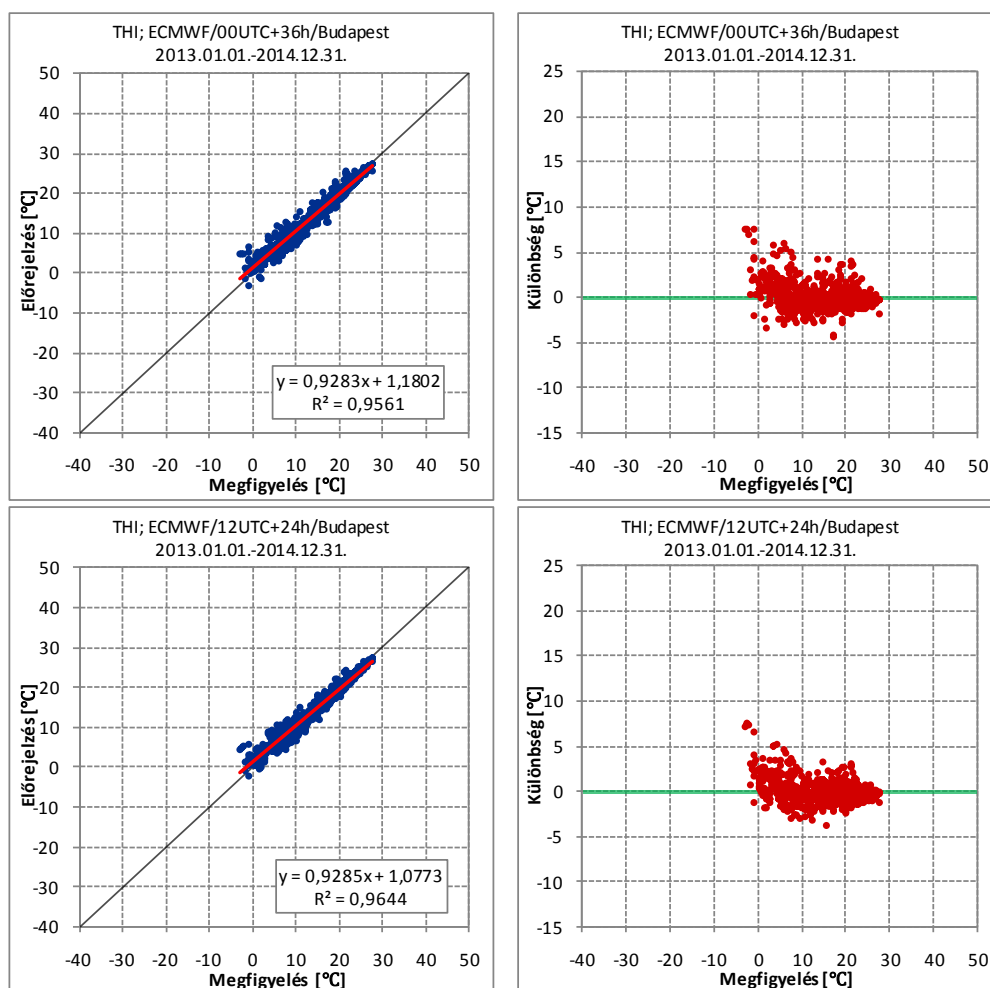 THI; ECMWF/00UTC+36h/Budapest
2013.01.01.-2014.12.31.
50
40
30
20
10
0
-10
-20
-30
-40
Előrejelzés [°C]
y = 0,9283x + 1,1802
R² = 0,9561
-40 -30 -20 -10 0 10 20 30 40 50
Megfigyelés [°C]
THI; ECMWF/00UTC+36h/Budapest
2013.01.01.-2014.12.31.
25
20
15
10
5
0
-5
-10
-15
Különbség [°C]
-40 -30 -20 -10 0 10 20 30 40 50
Megfigyelés [°C]
THI; ECMWF/12UTC+24h/Budapest
2013.01.01.-2014.12.31.
50
40
30
20
10
0
-10
-20
-30
-40
Előrejelzés [°C]
y = 0,9285x + 1,0773
R² = 0,9644
-40 -30 -20 -10 0 10 20 30 40 50
Megfigyelés [°C]
THI; ECMWF/12UTC+24h/Budapest
2013.01.01.-2014.12.31.
25
20
15
10
5
0
-5
-10
-15
Különbség [°C]
-40 -30 -20 -10 0 10 20 30 40 50
Megfigyelés [°C]